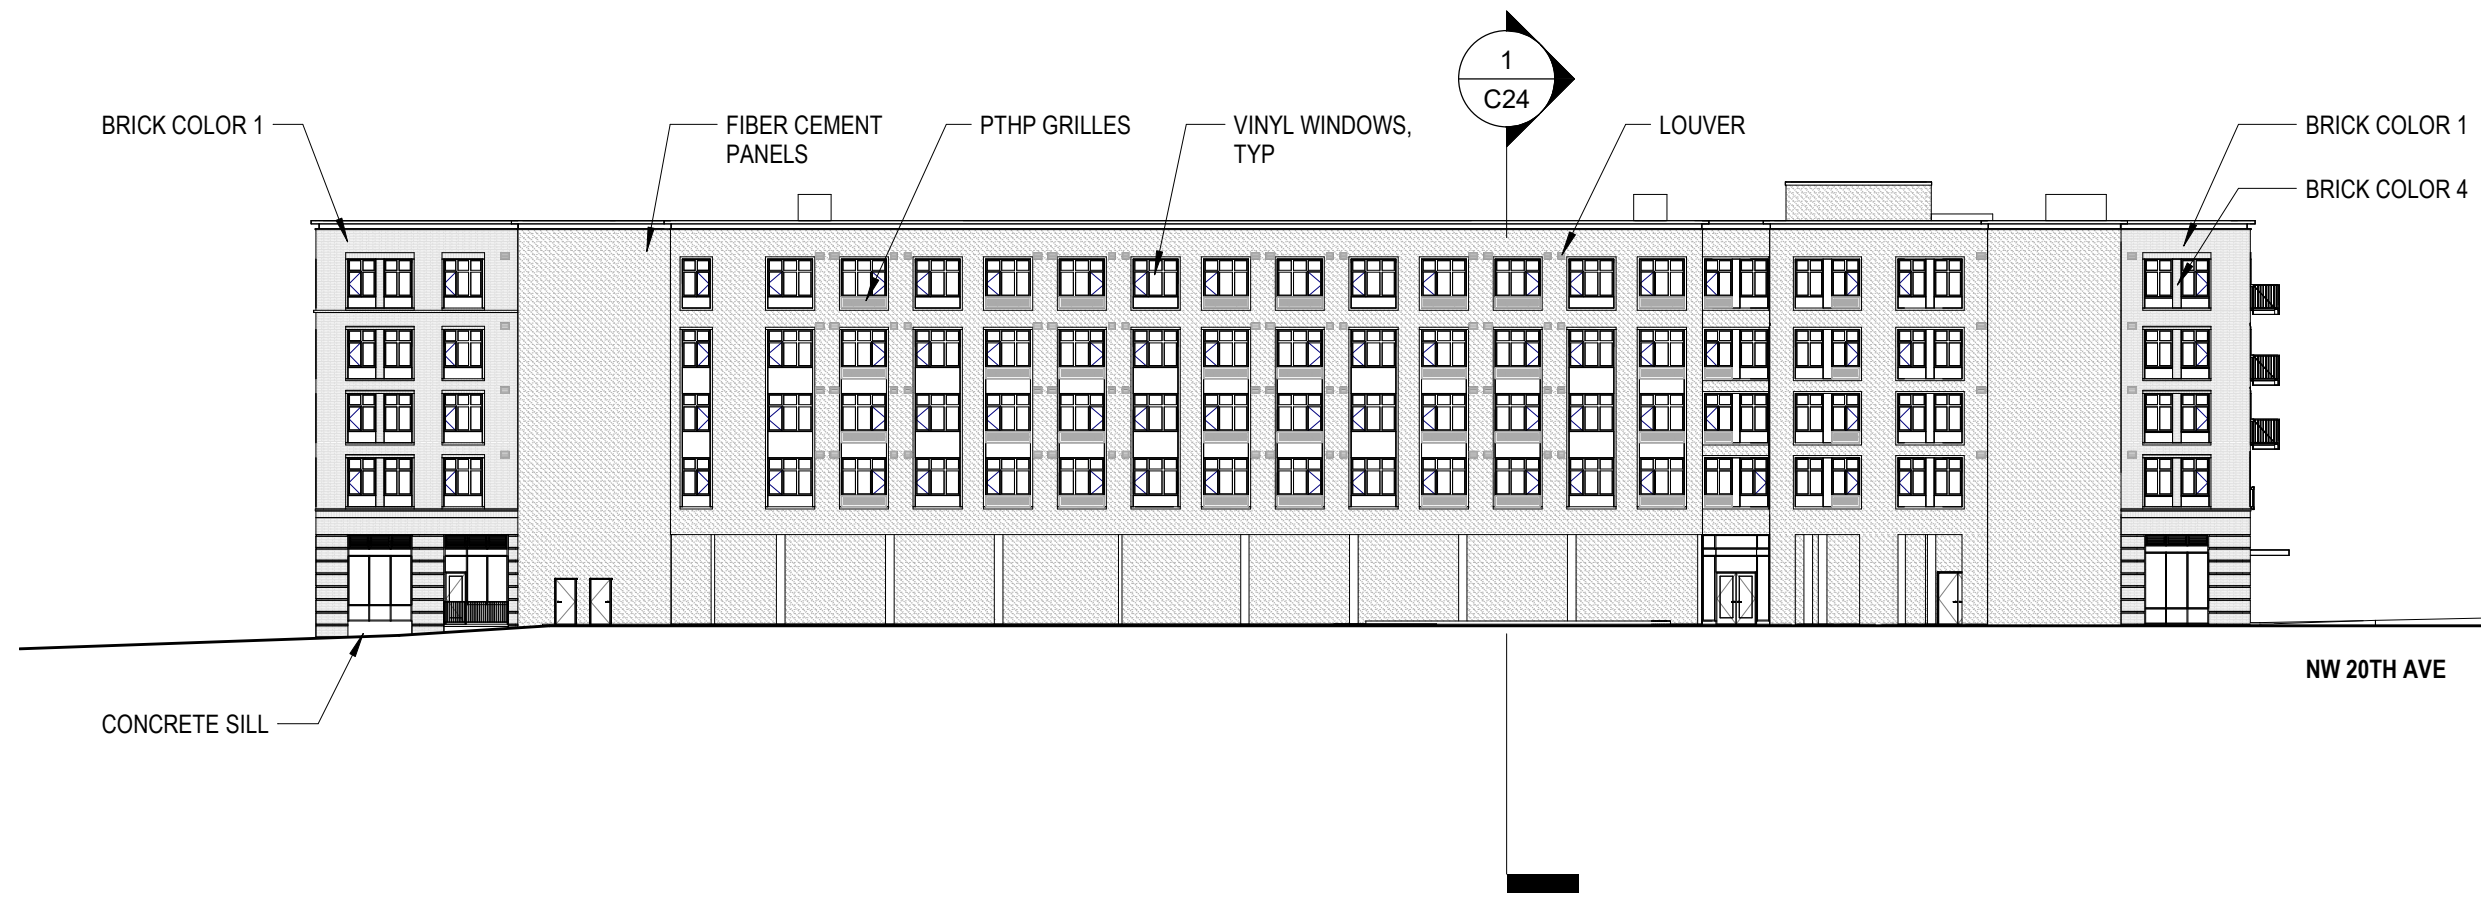 1
C24
BRICK COLOR 1
FIBER CEMENT
PANELS
PTHP GRILLES
VINYL WINDOWS,
TYP
LOUVER
BRICK COLOR 1
BRICK COLOR 4
NW 20TH AVE
CONCRETE SILL